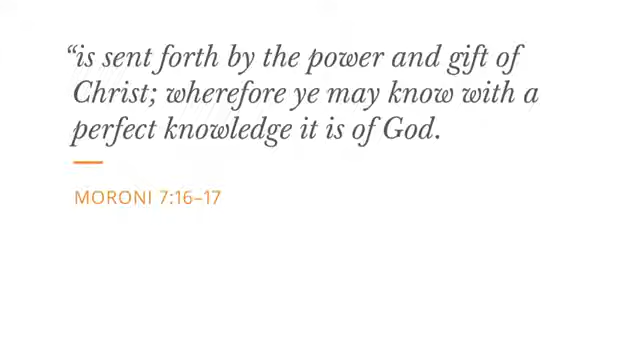 “is sent forth by the power and gift of
Christ; wherefore ye may know with a
perfect knowledge it is of God.
MORONI 7:16–17